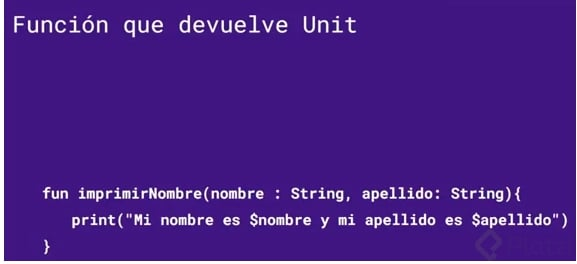 Función que devuelve Unit
fun imprimirNombre(nombre : String, apellido: String){
print("Mi nombre es $nombre y mi apellido es $apellido")
}
Platzi